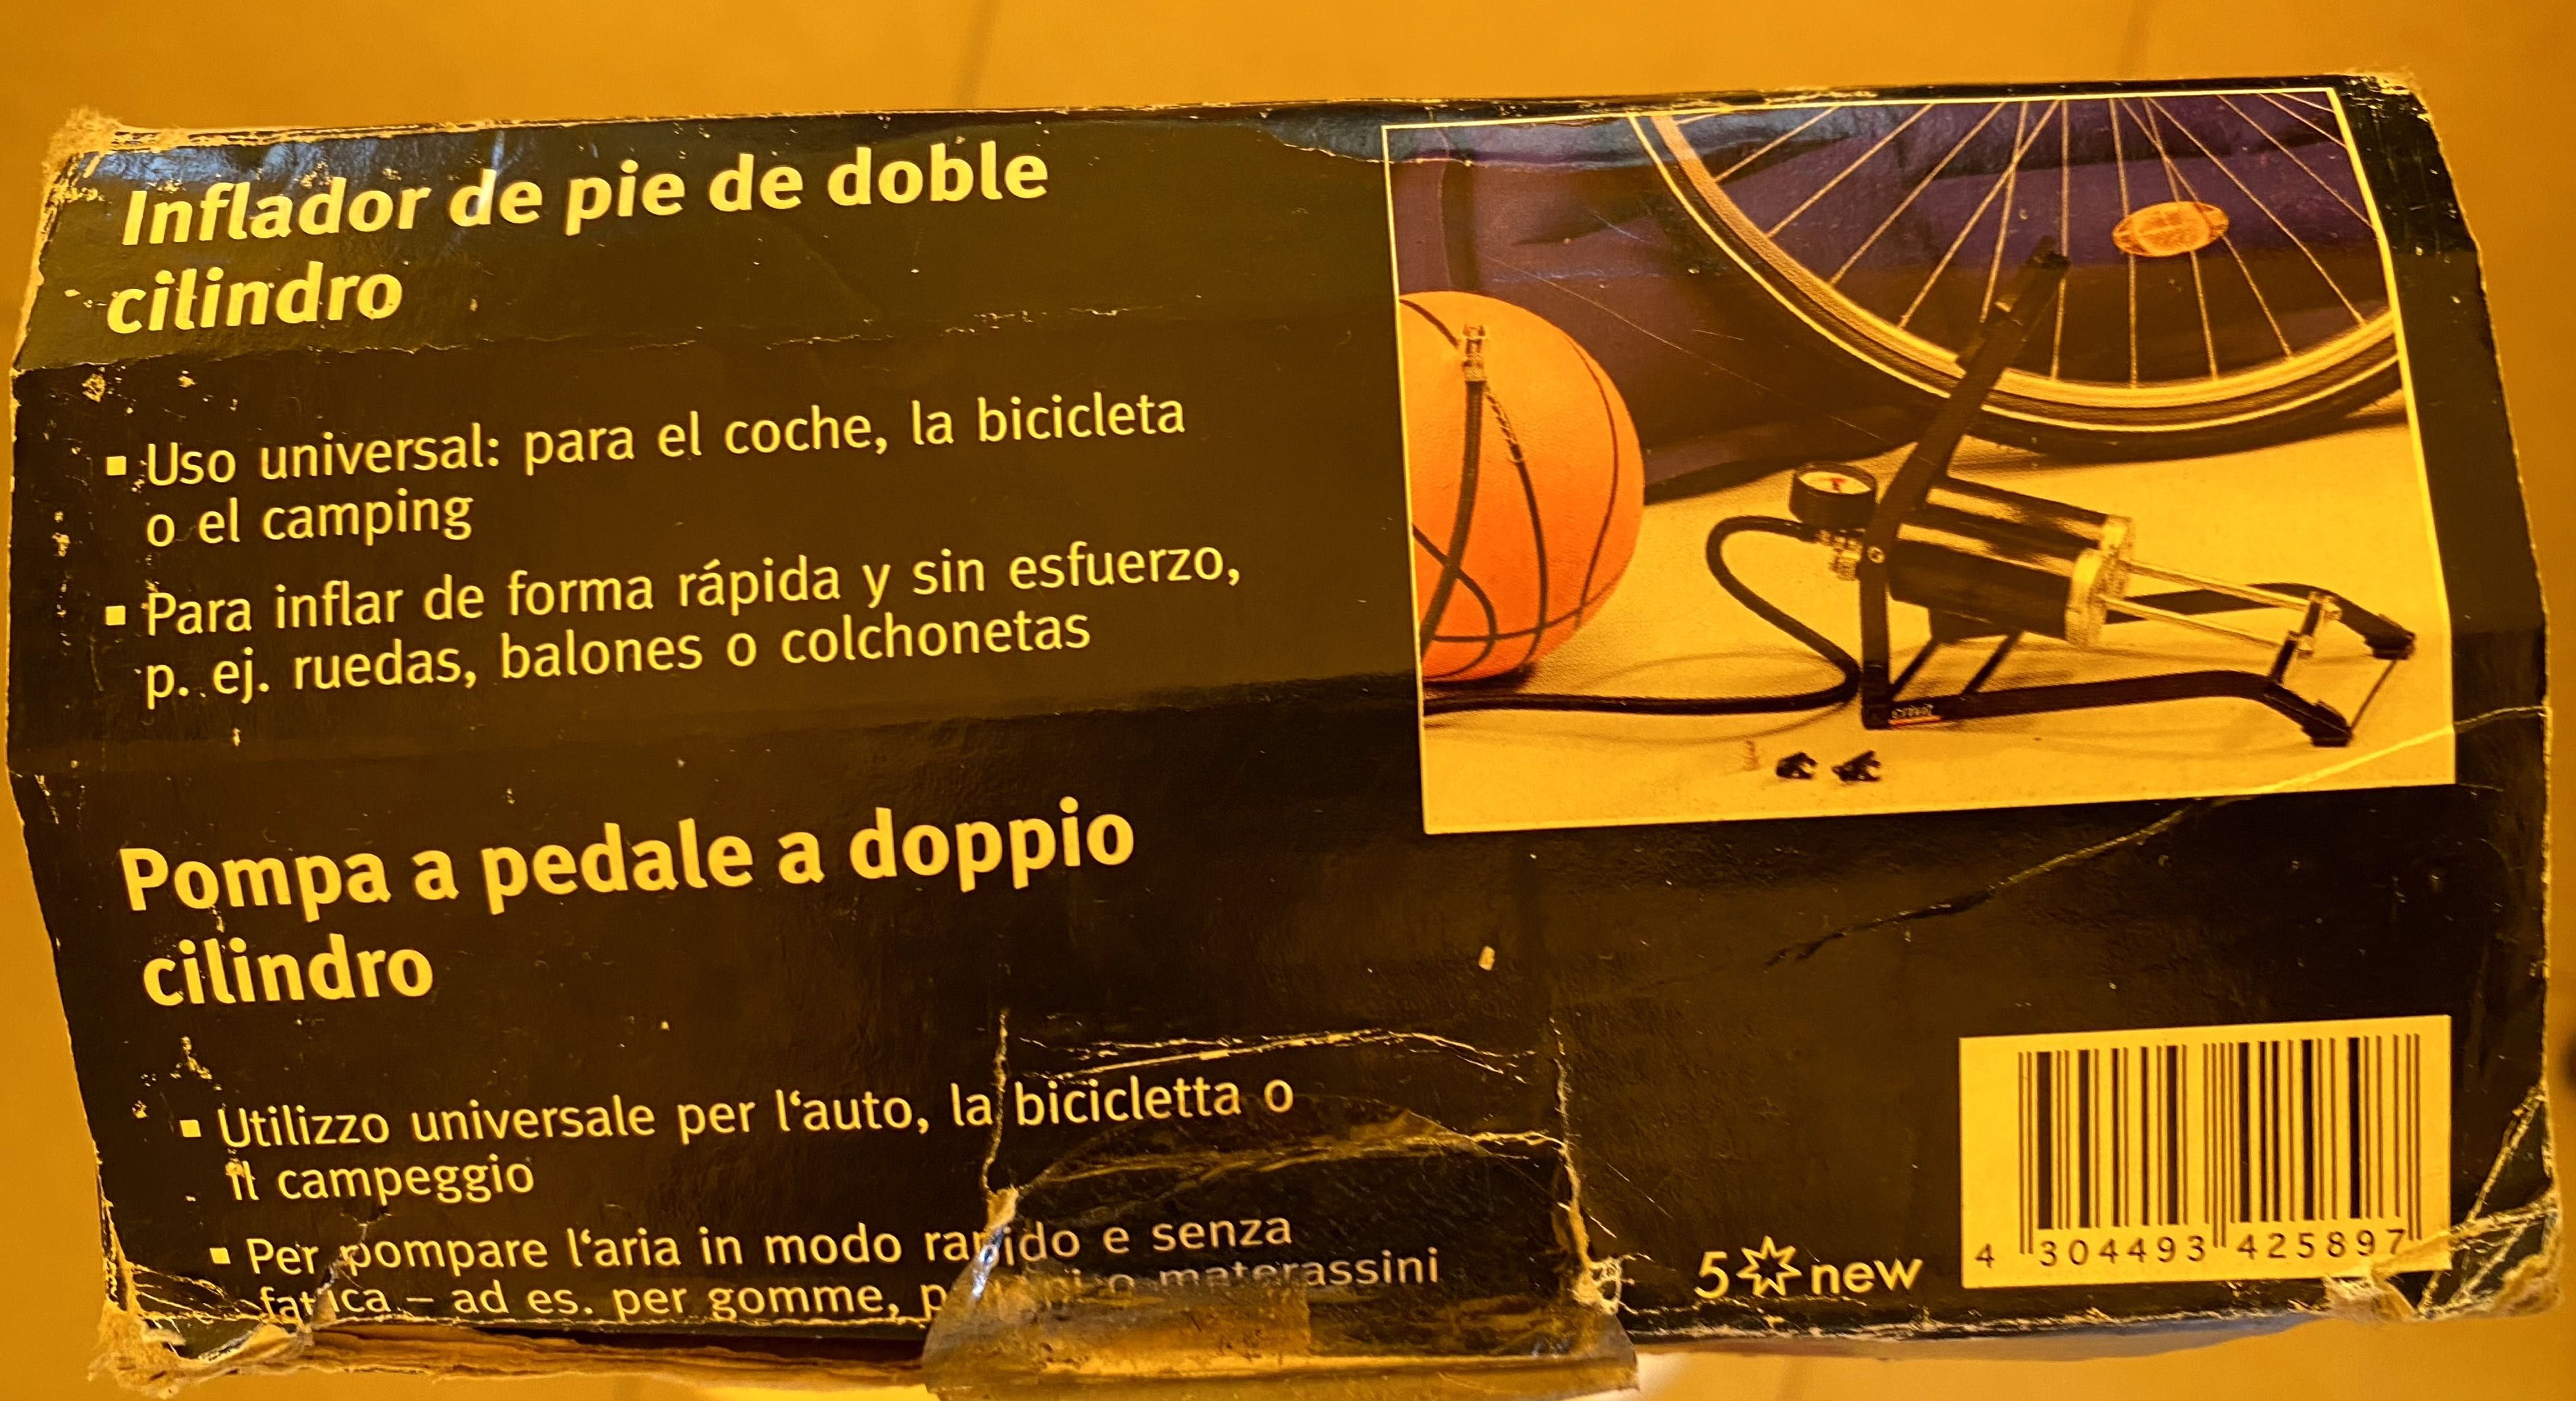 Inflador de pie de doble
cilindro
▪ Uso universal: para el coche, la bicicleta
o el camping
▪ Para inflar de forma rápida y sin esfuerzo,
p. ej. ruedas, balones o colchonetas
Pompa a pedale a doppio
cilindro
▪ Utilizzo universale per l‘auto, la bicicletta o
il campeggio
▪ Per pompare l‘aria in modo rapido e senza
fatica – ad es. per gomme, o materassini
5 new
4 304493 425897